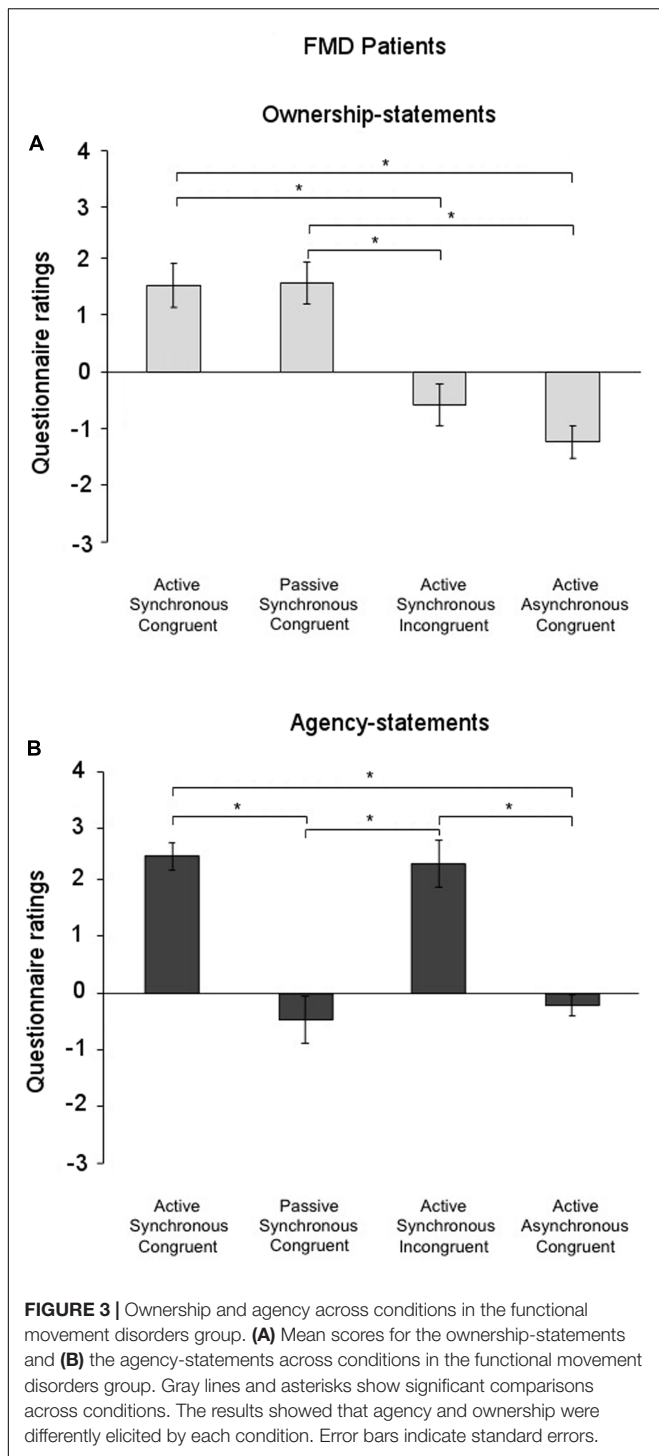 FMD Patients
Ownership-statements
A
4
3
2
1
0
-1
-2
-3
Questionnaire ratings
*
*
*
*
Active Synchronous Congruent
Passive Synchronous Congruent
Active Synchronous Incongruent
Active Asynchronous Congruent
Agency-statements
B
4
3
2
1
0
-1
-2
-3
Questionnaire ratings
*
*
*
*
Active Synchronous Congruent
Passive Synchronous Congruent
Active Synchronous Incongruent
Active Asynchronous Congruent
FIGURE 3 | Ownership and agency across conditions in the functional
movement disorders group. (A) Mean scores for the ownership-statements
and (B) the agency-statements across conditions in the functional movement
disorders group. Gray lines and asterisks show significant comparisons
across conditions. The results showed that agency and ownership were
differently elicited by each condition. Error bars indicate standard errors.